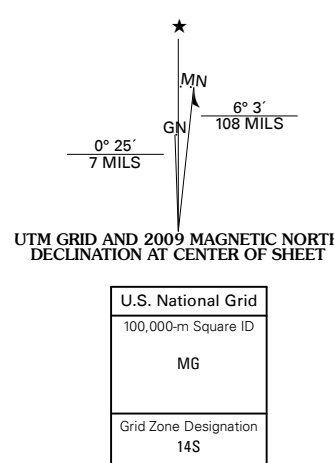 ★
MN
GN
6° 3´
108 MILS
0° 25´
7 MILS
UTM GRID AND 2009 MAGNETIC NORTH
DECLINATION AT CENTER OF SHEET
U.S. National Grid
100,000-m Square ID
MG
Grid Zone Designation
14S